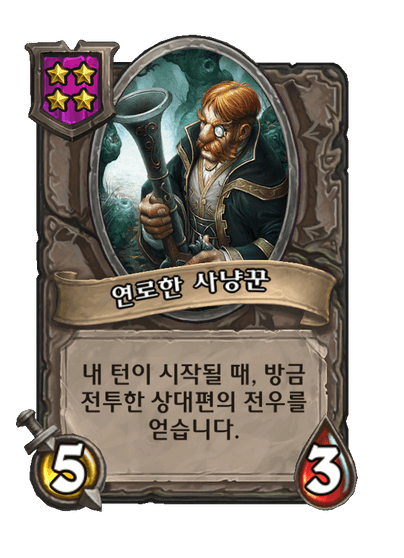 연로한 사냥꾼
내 턴이 시작될 때, 방금
전투한 상대편의 전우를
얻습니다.
5
3